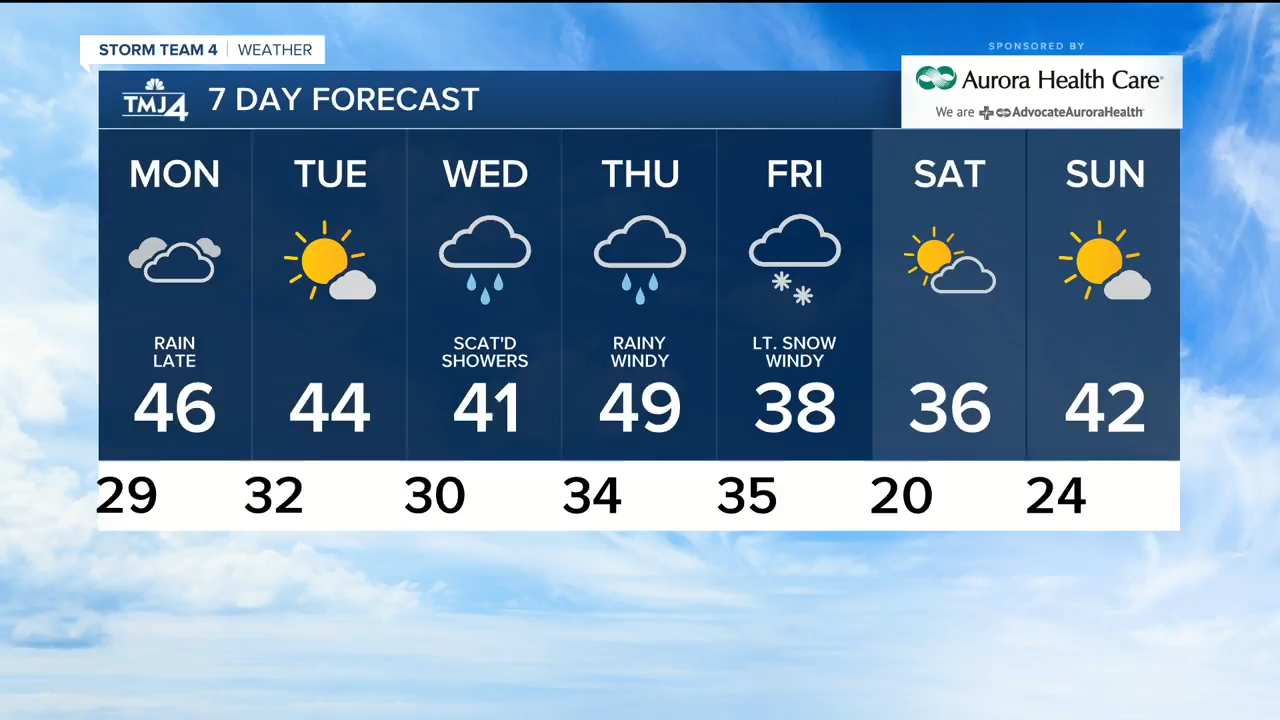 STORM TEAM 4 | WEATHER
SPONSORED BY
Aurora Health Care®
We are AdvocateAuroraHealth™
TMJ4
7 DAY FORECAST
MON TUE WED THU FRI SAT SUN
RAIN LATE
SCAT'D SHOWERS
RAINY WINDY
LT. SNOW WINDY
46 44 41 49 38 36 42
29 32 30 34 35 20 24